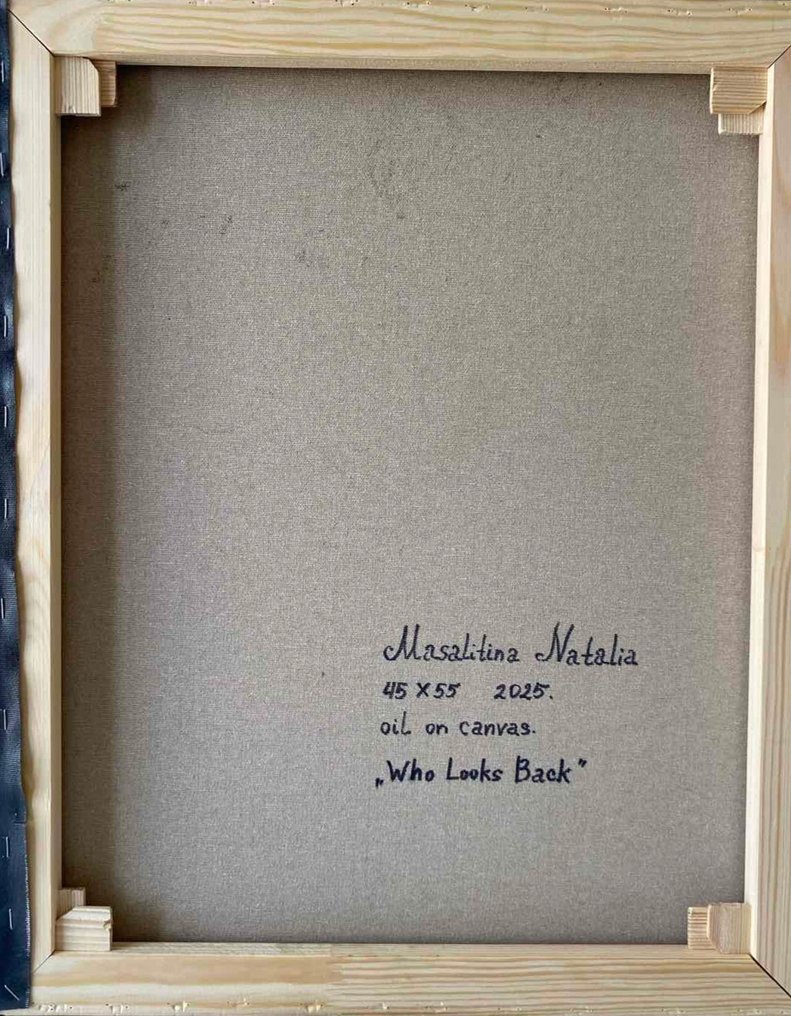 Masalitina Natalia
45 X 55 2025.
oil on canvas.
„Who Looks Back”